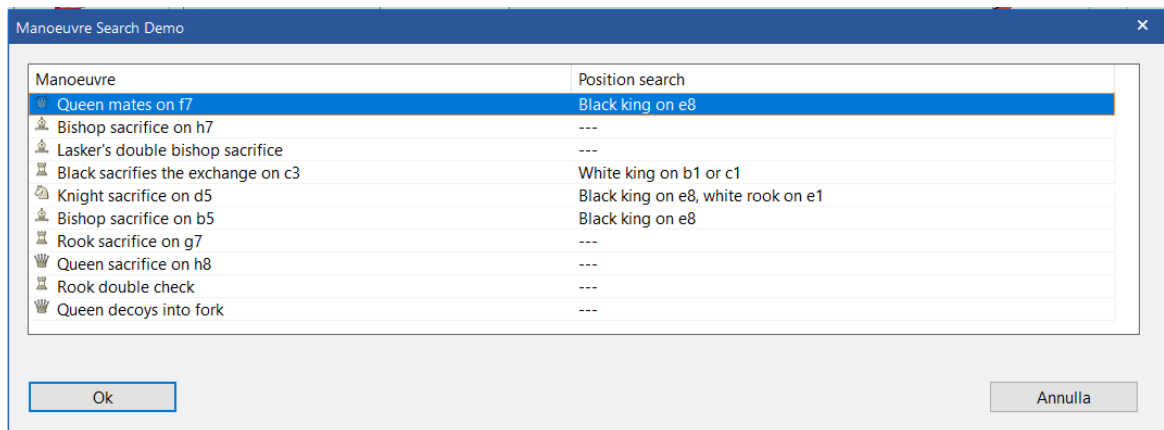 Manoeuvre Search Demo
Manoeuvre Position search
Queen mates on f7 Black king on e8
Bishop sacrifice on h7 ---
Lasker's double bishop sacrifice ---
Black sacrifies the exchange on c3 White king on b1 or c1
Knight sacrifice on d5 Black king on e8, white rook on e1
Bishop sacrifice on b5 Black king on e8
Rook sacrifice on g7 ---
Queen sacrifice on h8 ---
Rook double check ---
Queen decoys into fork ---
Ok Annulla